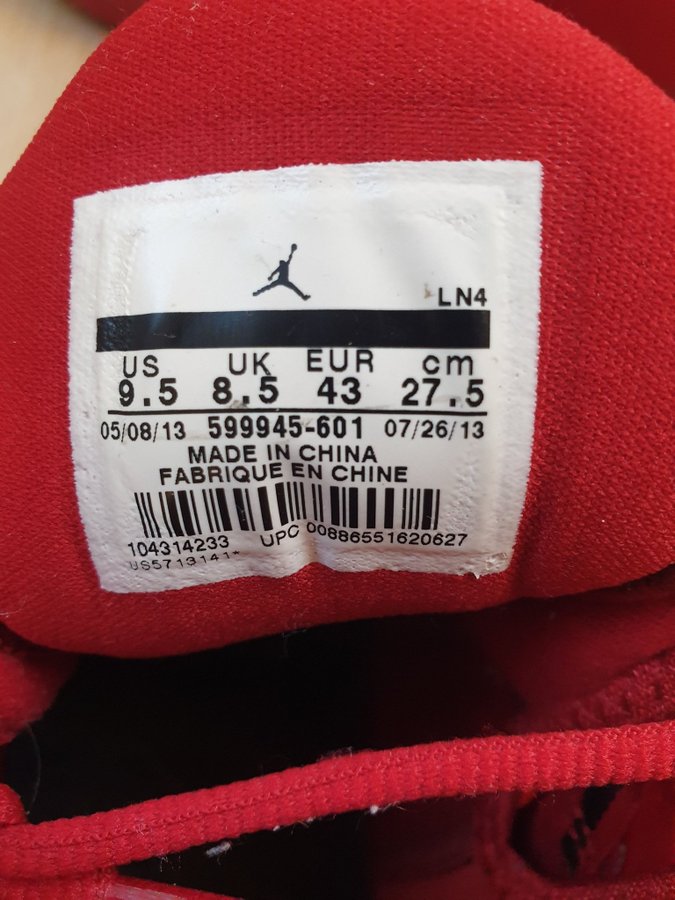 LN4
US UK EUR cm
9.5 8.5 43 27.5
05/08/13 599945-601 07/26/13
MADE IN CHINA
FABRIQUE EN CHINE
104314233 UPC 00886551620627
US5713141*